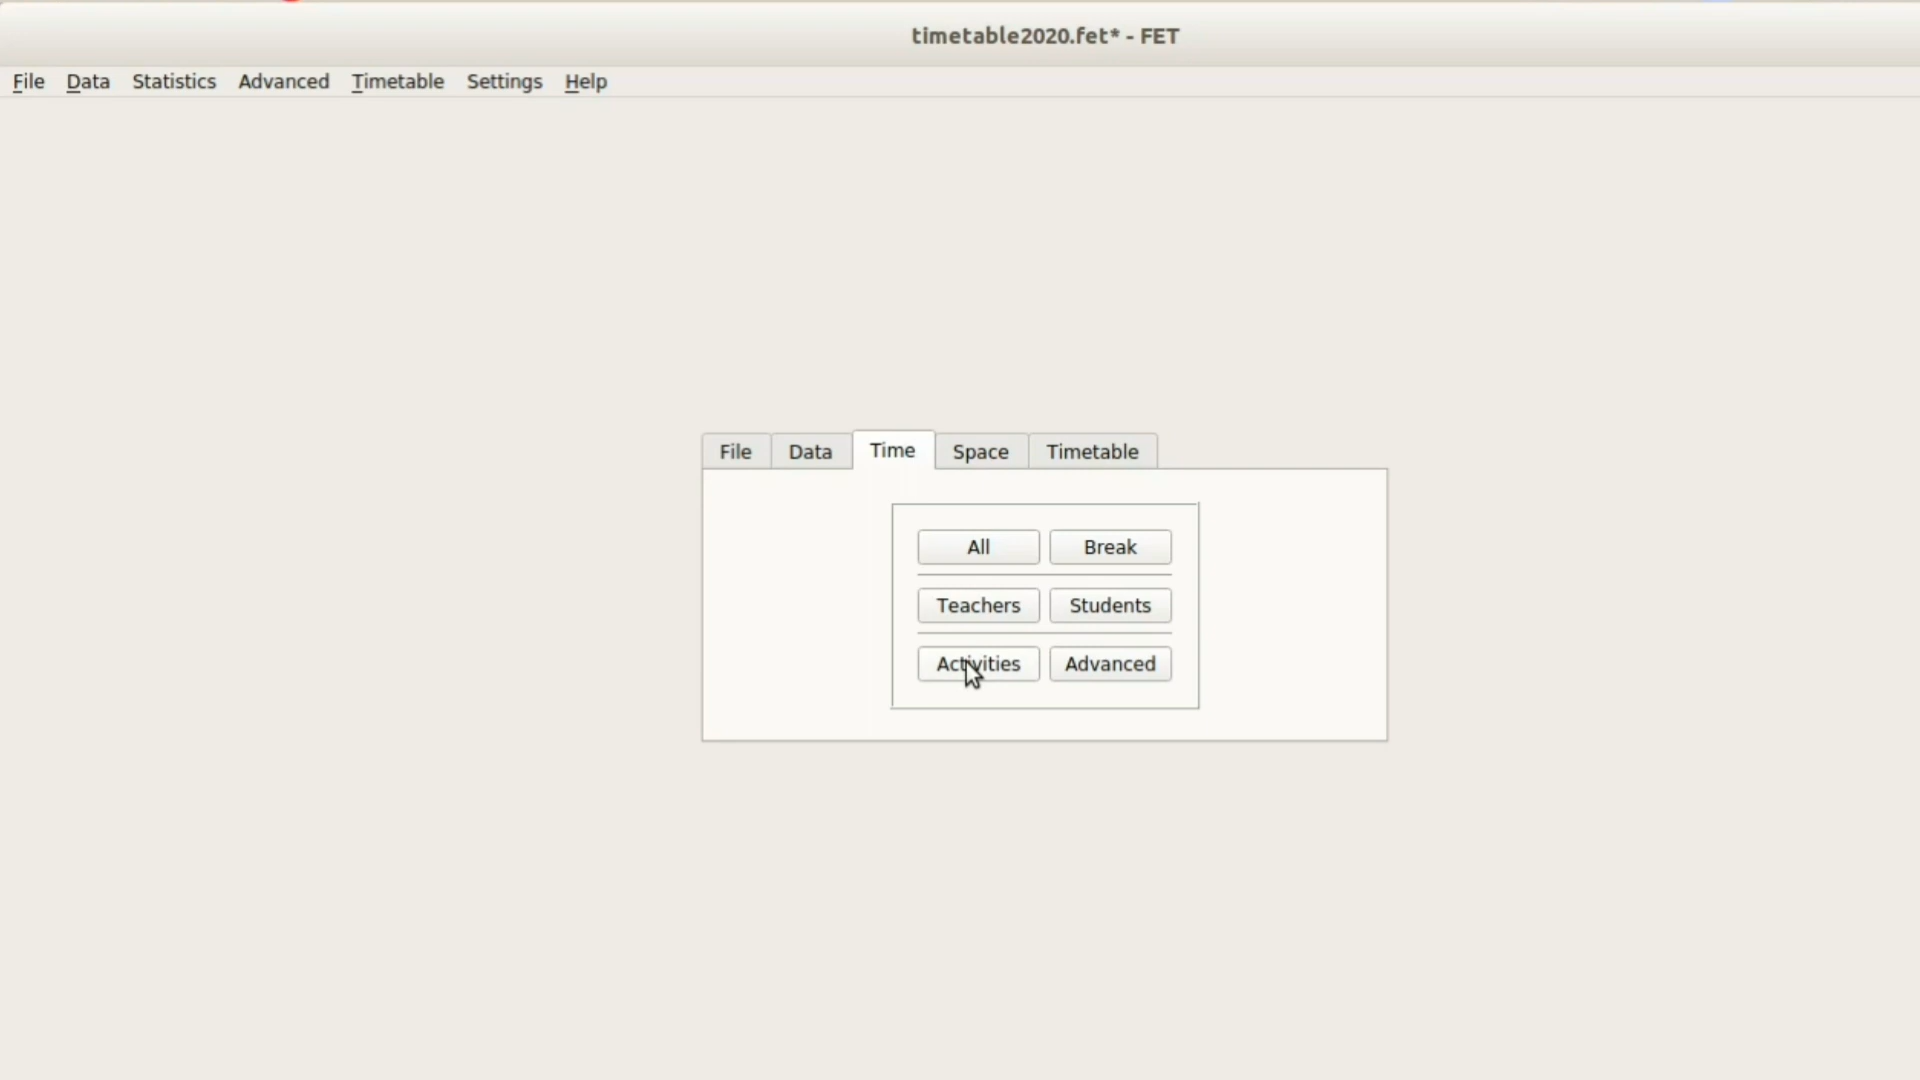 timetable2020.fet* - FET
File Data Statistics Advanced Timetable Settings Help
File Data Time Space Timetable
All Break
Teachers Students
Activities Advanced